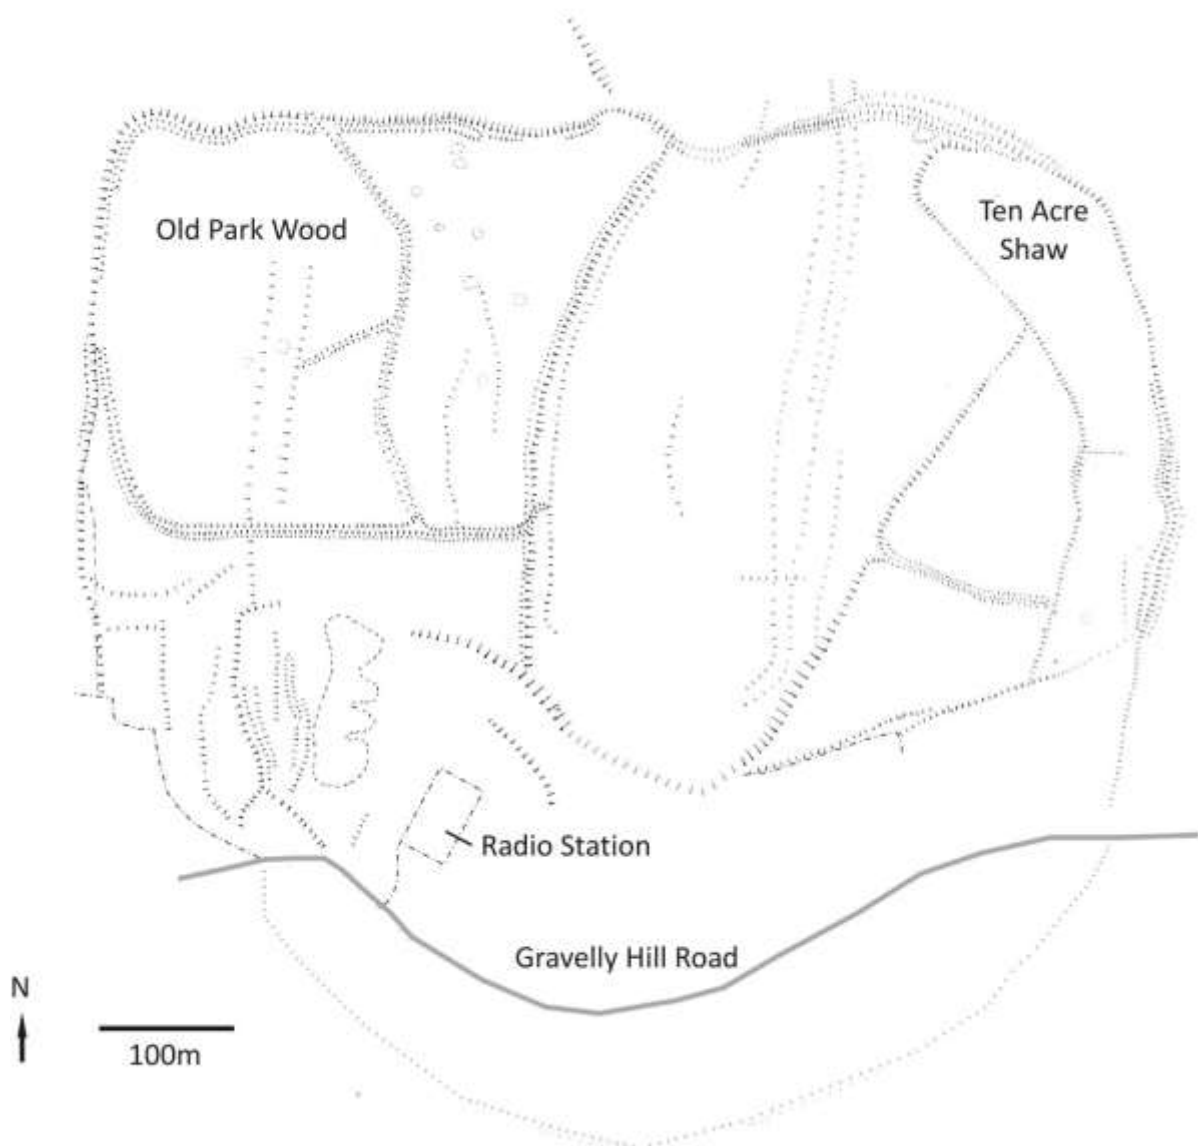 Old Park Wood
Ten Acre
Shaw
Radio Station
Gravelly Hill Road
N
100m